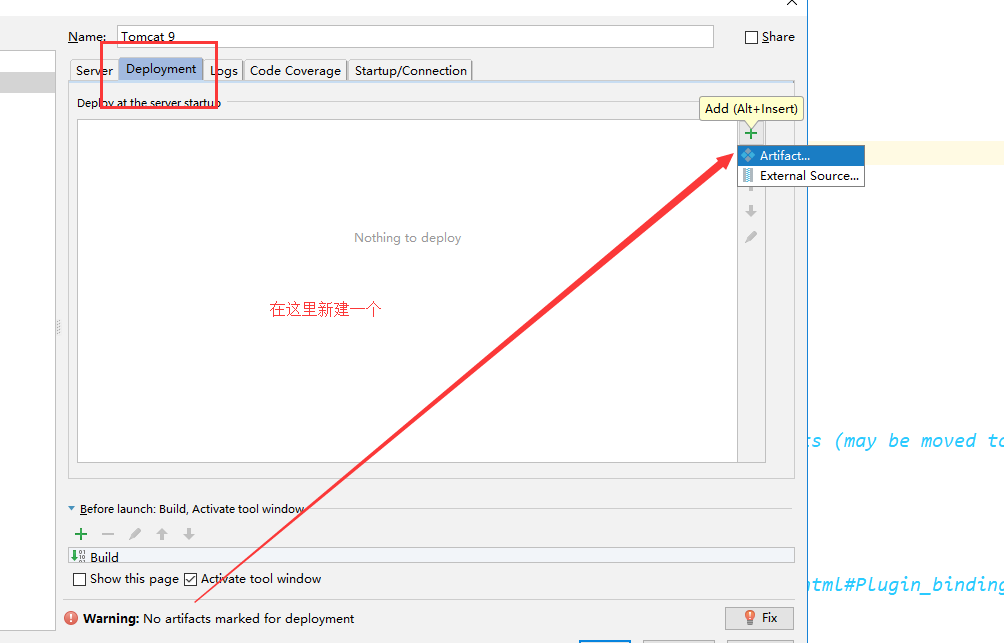 Name: Tomcat 9
Share
Server Deployment Logs Code Coverage Startup/Connection
Deploy at the server startup
Add (Alt+Insert)
Artifact...
External Source...
Nothing to deploy
在这里新建一个
ts (may be moved to
Before launch: Build, Activate tool window
Build
Show this page Activate tool window
html#Plugin_binding
Warning: No artifacts marked for deployment
Fix